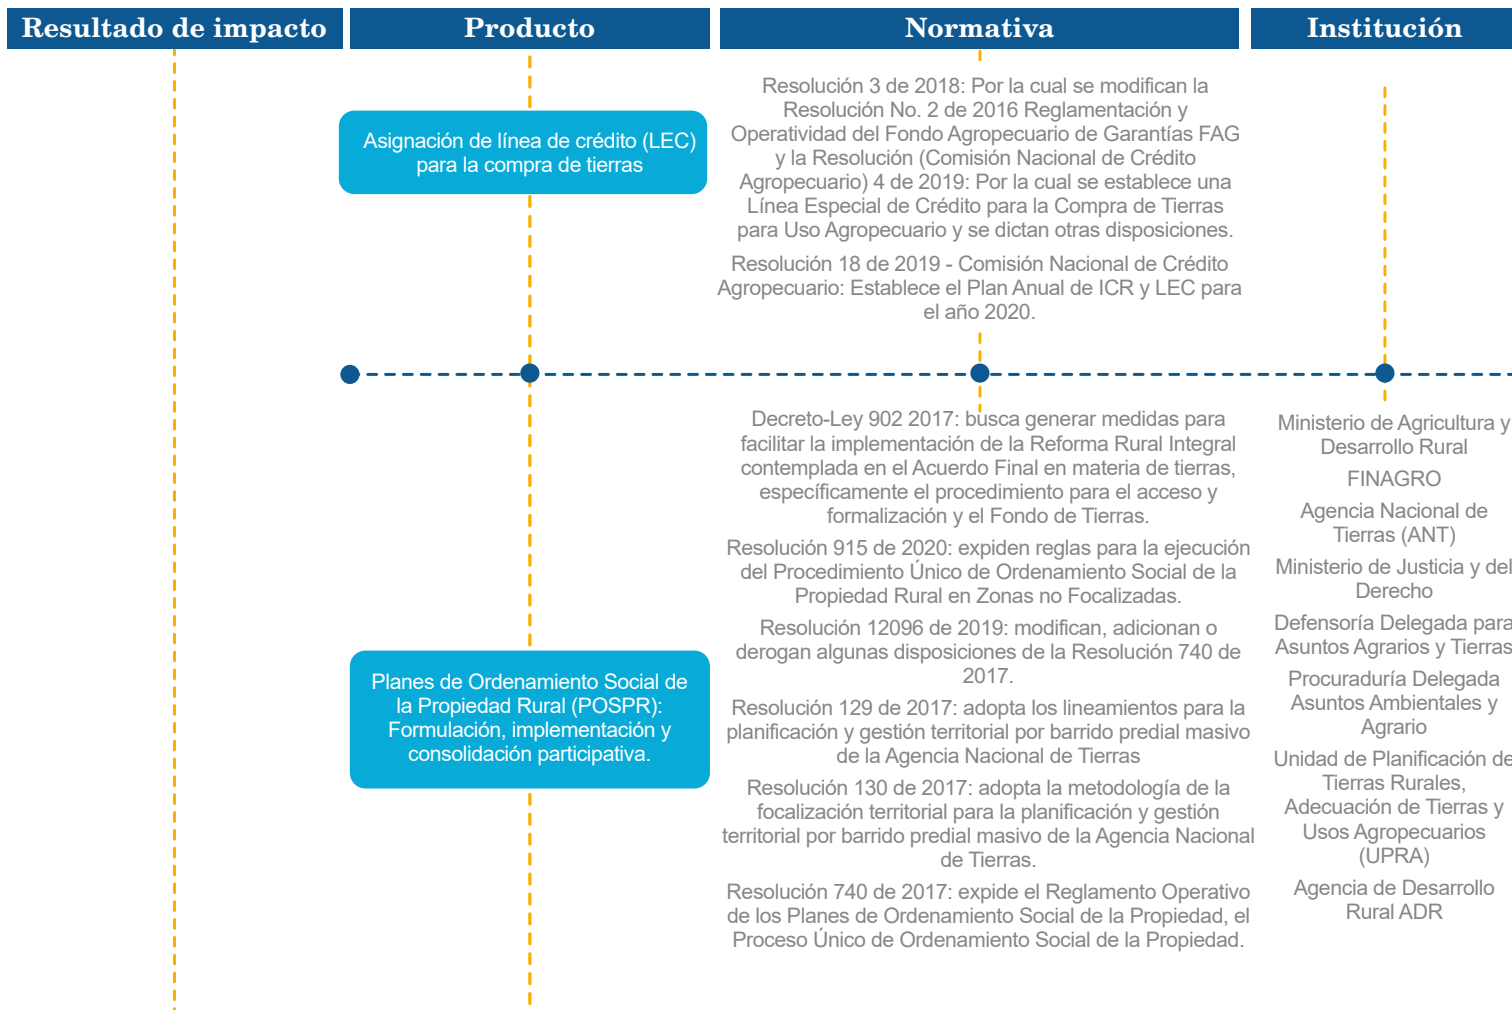 Resultado de impacto
Producto
Normativa
Institución
Asignación de línea de crédito (LEC)
para la compra de tierras
Resolución 3 de 2018: Por la cual se modifican la
Resolución No. 2 de 2016 Reglamentación y
Operatividad del Fondo Agropecuario de Garantías FAG
y la Resolución (Comisión Nacional de Crédito
Agropecuario) 4 de 2019: Por la cual se establece una
Línea Especial de Crédito para la Compra de Tierras
para Uso Agropecuario y se dictan otras disposiciones.
Resolución 18 de 2019 - Comisión Nacional de Crédito
Agropecuario: Establece el Plan Anual de ICR y LEC para
el año 2020.
Planes de Ordenamiento Social de
la Propiedad Rural (POSPR):
Formulación, implementación y
consolidación participativa.
Decreto-Ley 902 2017: busca generar medidas para
facilitar la implementación de la Reforma Rural Integral
contemplada en el Acuerdo Final en materia de tierras,
específicamente el procedimiento para el acceso y
formalización y el Fondo de Tierras.
Resolución 915 de 2020: expiden reglas para la ejecución
del Procedimiento Único de Ordenamiento Social de la
Propiedad Rural en Zonas no Focalizadas.
Resolución 12096 de 2019: modifican, adicionan o
derogan algunas disposiciones de la Resolución 740 de
2017.
Resolución 129 de 2017: adopta los lineamientos para la
planificación y gestión territorial por barrido predial masivo
de la Agencia Nacional de Tierras
Resolución 130 de 2017: adopta la metodología de la
focalización territorial para la planificación y gestión
territorial por barrido predial masivo de la Agencia Nacional
de Tierras.
Resolución 740 de 2017: expide el Reglamento Operativo
de los Planes de Ordenamiento Social de la Propiedad, el
Proceso Único de Ordenamiento Social de la Propiedad.
Ministerio de Agricultura y
Desarrollo Rural
FINAGRO
Agencia Nacional de
Tierras (ANT)
Ministerio de Justicia y del
Derecho
Defensoría Delegada para
Asuntos Agrarios y Tierras
Procuraduría Delegada
Asuntos Ambientales y
Agrario
Unidad de Planificación de
Tierras Rurales,
Adecuación de Tierras y
Usos Agropecuarios
(UPRA)
Agencia de Desarrollo
Rural ADR